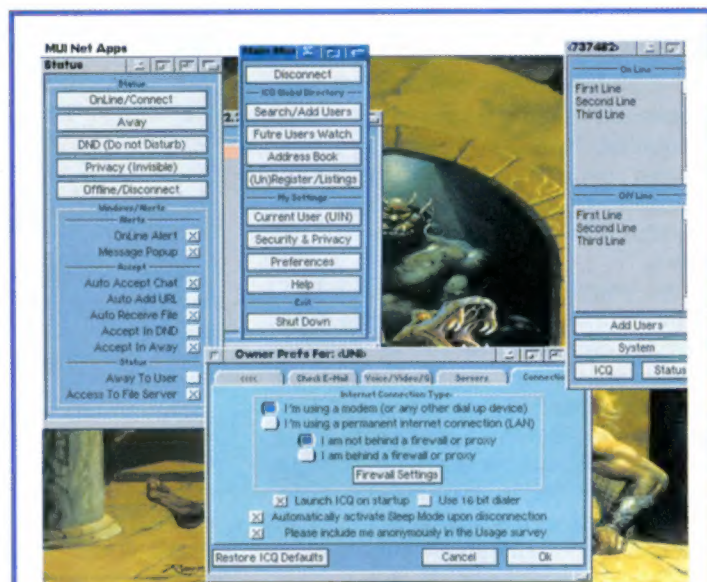 MUI Net Apps
Status
Status
OnLine/Connect
Away
DND (Do not Disturb)
Privacy (Invisible)
Offline/Disconnect
Windows/Alerts
Alerts
OnLine Alert
Message Popup
Accept
Auto Accept Chat
Auto Add URL
Auto Receive File
Accept In DND
Accept In Away
Status
Away To User
Access To File Server
Disconnect
ICQ Global Directory
Search/Add Users
Futre Users Watch
Address Book
(Un)Register/Listings
My Settings
Current User (UIN)
Security & Privacy
Preferences
Help
Exit
Shut Down
<737482>
On Line
First Line
Second Line
Third Line
Off Line
First Line
Second Line
Third Line
Add Users
System
ICQ
Status
Owner Prefs For: <UNI>
Check E-Mail
Servers
Internet Connection Type:
I'm using a modem (or any other dial up device)
I'm using a permanent internet connection (LAN)
I am not behind a firewall or proxy
I am behind a firewall or proxy
Firewall Settings
Launch ICQ on startup
Use 16 bit dialer
Automatically activate Sleep Mode upon disconnection
Please include me anonymously in the Usage survey
Restore ICQ Defaults
Cancel
Ok